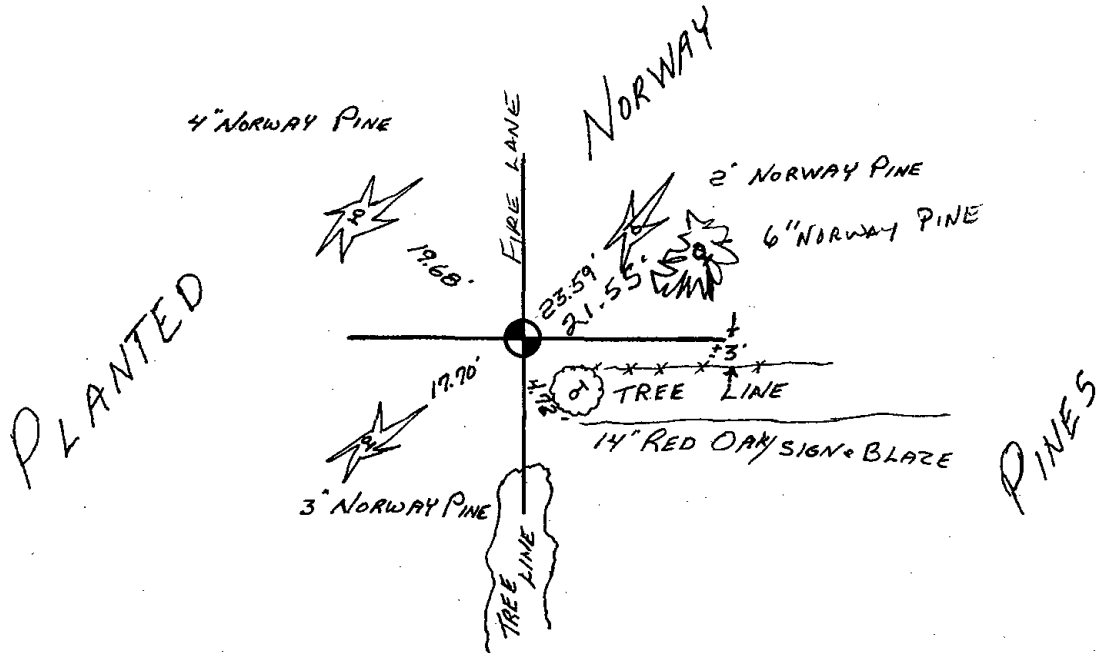 NORWAY
4" NORWAY PINE
FIRE LANE
2" NORWAY PINE
6" NORWAY PINE
19.68'
23.59'
21.55'
PLANTED
±3'
17.70'
TREE LINE
14" RED OAK SIGN & BLAZE
PINES
3" NORWAY PINE
TREE LINE